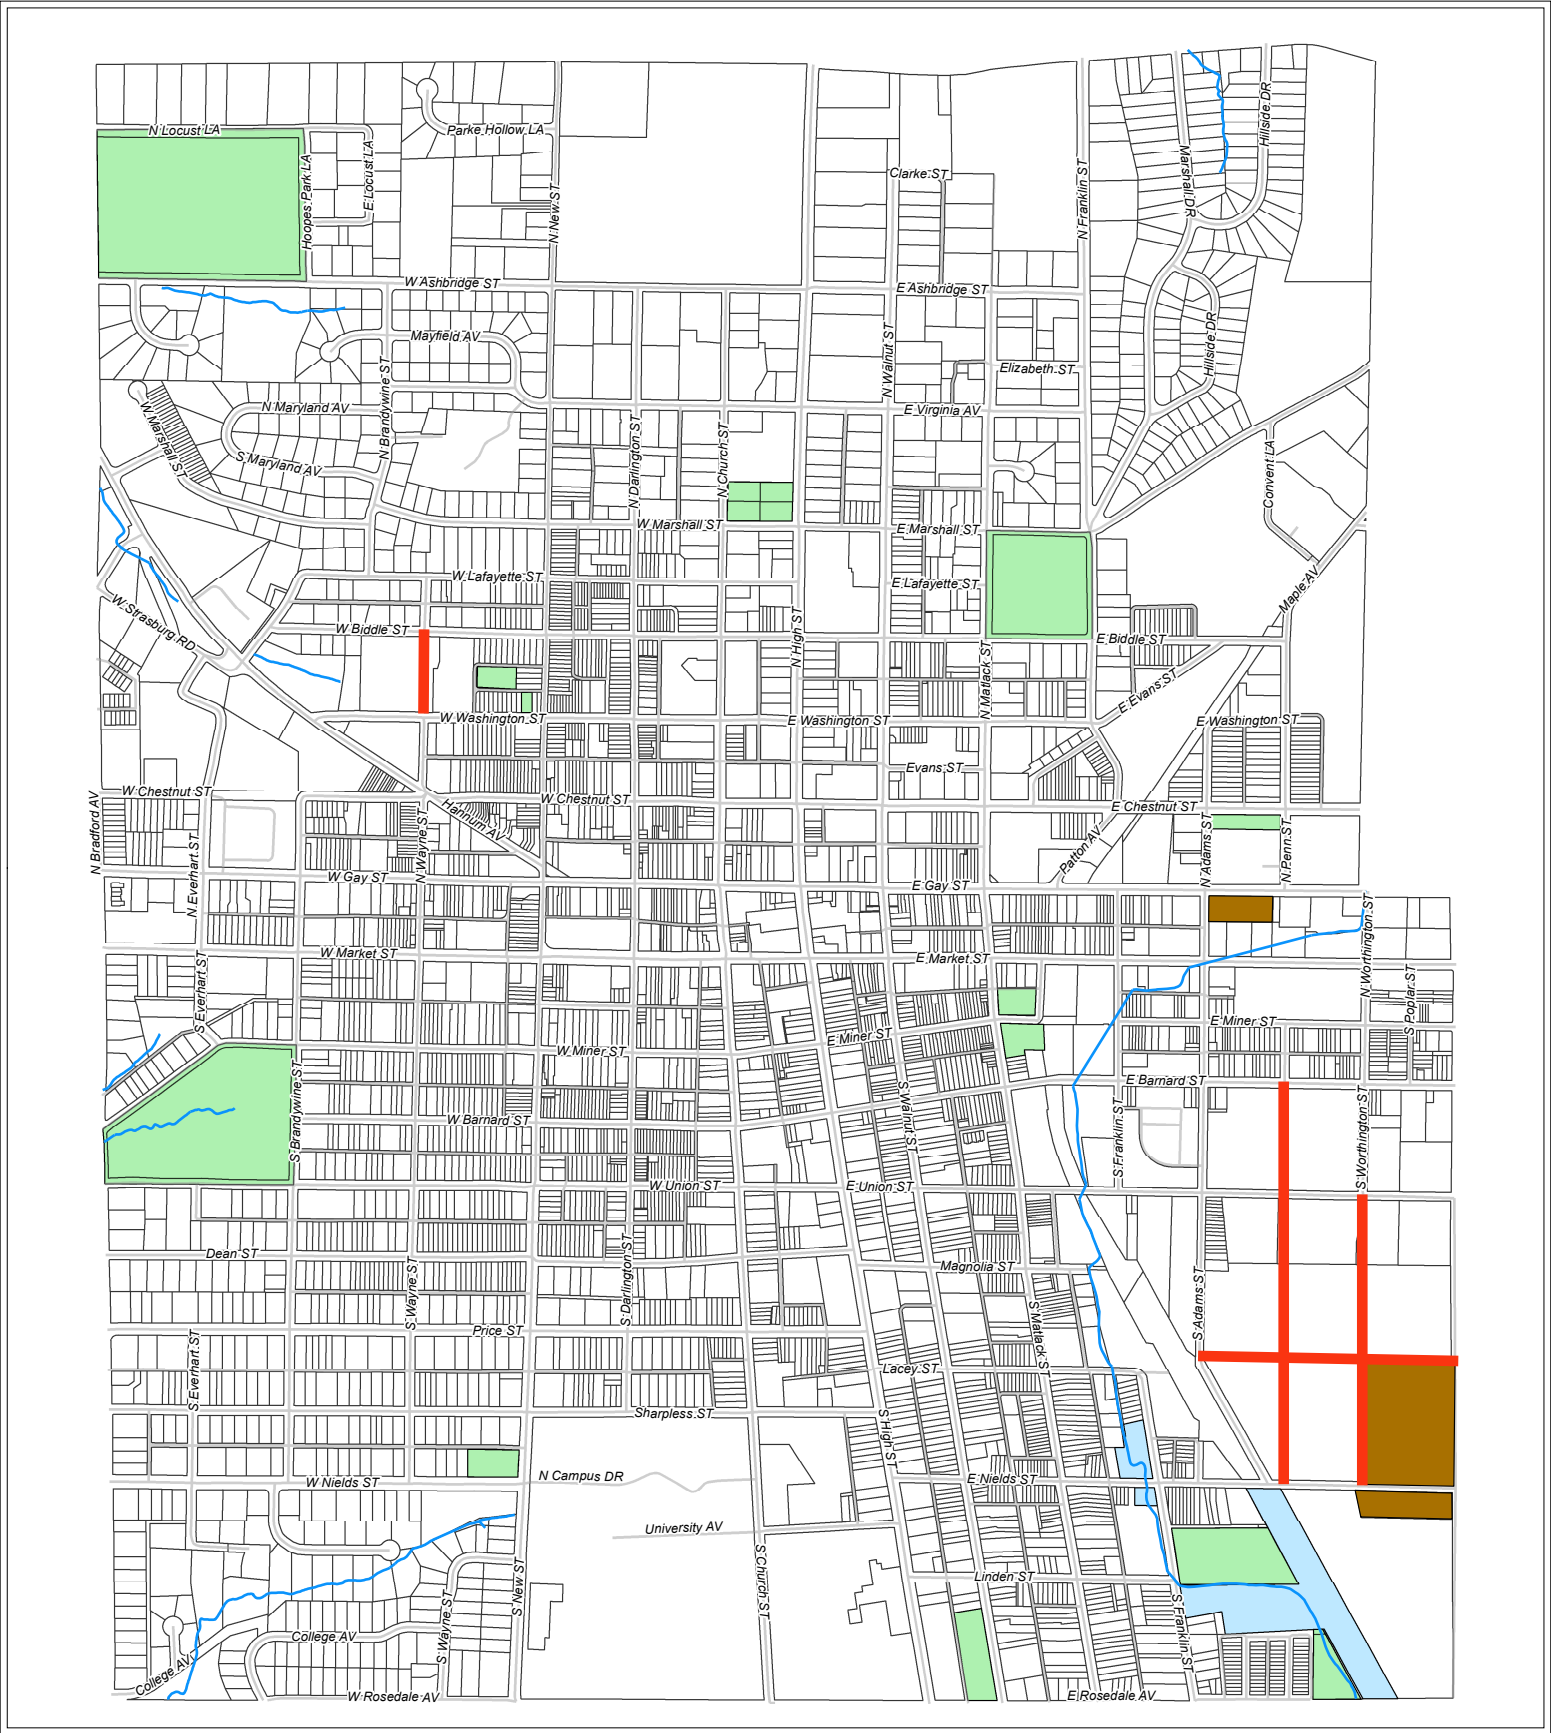 N Locust LA
Parke Hollow LA
E Locust LA
Hoopes Park LA
N New ST
Clarke ST
N Franklin ST
Marshall DR
Hillside DR
W Ashbridge ST
E Ashbridge ST
Mayfield AV
N Walnut ST
Hillside DR
Elizabeth ST
N Brandywine ST
N Maryland AV
E Virginia AV
W Marshall ST
S Maryland AV
N Darlington ST
N Church ST
Convent LA
W Marshall ST
E Marshall ST
W Lafayette ST
E Lafayette ST
Maple AV
W Strasburg RD
W Biddle ST
N High ST
E Biddle ST
N Matlack ST
E Evans ST
W Washington ST
E Washington ST
E Washington ST
Evans ST
W Chestnut ST
W Chestnut ST
E Chestnut ST
Hannum AV
N Bradford AV
N Everhart ST
N Wayne ST
Patton AV
N Adams ST
N Penn ST
W Gay ST
E Gay ST
N Worthington ST
W Market ST
E Market ST
S Everhart ST
S Poplar ST
E Miner ST
E Miner ST
W Miner ST
S Brandywine ST
E Barnard ST
W Barnard ST
S Walnut ST
S Franklin ST
S Worthington ST
W Union ST
E Union ST
Dean ST
S Wayne ST
S Darlington ST
Magnolia ST
S Adams ST
S Matlack ST
Price ST
S Everhart ST
Lacey ST
Sharpless ST
S High ST
W Nields ST
N Campus DR
E Nields ST
University AV
S Church ST
S New ST
Linden ST
S Wayne ST
S Franklin ST
College AV
College AV
W Rosedale AV
E Rosedale AV